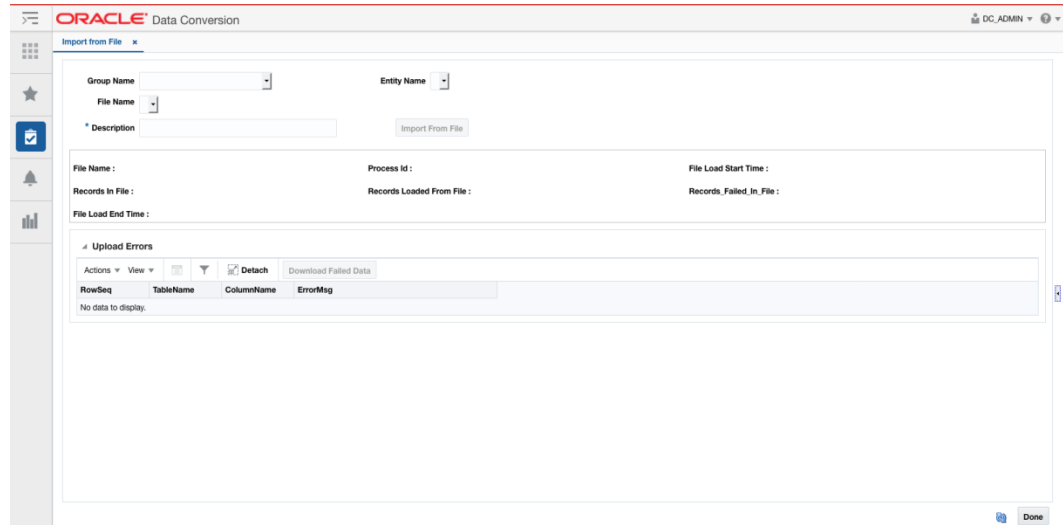 ORACLE® Data Conversion DC_ADMIN
Import from File ×
Group Name Entity Name
File Name
* Description Import From File
File Name : Process Id : File Load Start Time :
Records In File : Records Loaded From File : Records_Failed_In_File :
File Load End Time :
Upload Errors
Actions View Detach Download Failed Data
RowSeq TableName ColumnName ErrorMsg
No data to display.
Done